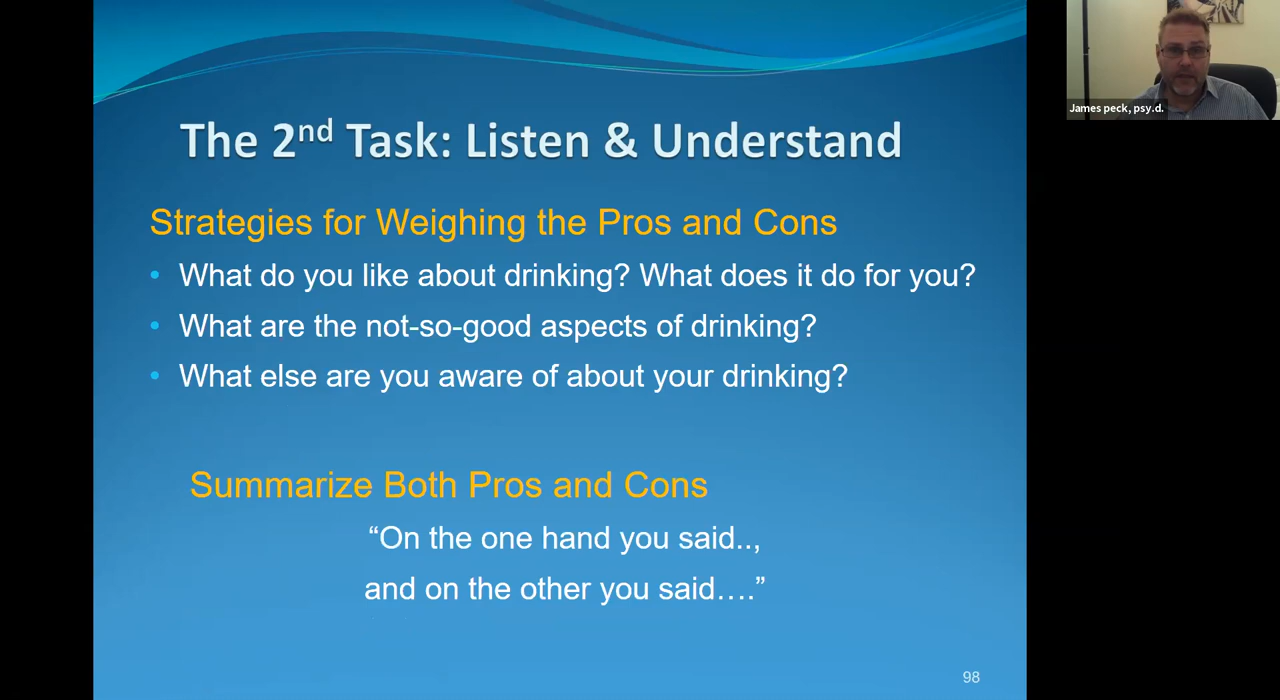 The 2nd Task: Listen & Understand
Strategies for Weighing the Pros and Cons
• What do you like about drinking? What does it do for you?
• What are the not-so-good aspects of drinking?
• What else are you aware of about your drinking?
Summarize Both Pros and Cons
“On the one hand you said..,
and on the other you said….”
98
James peck, psy.d.